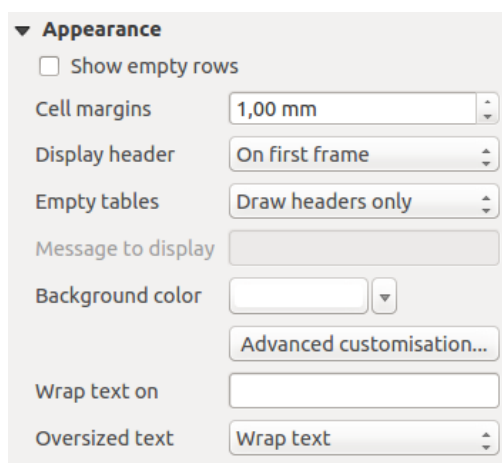 Appearance
Show empty rows
Cell margins 1,00 mm
Display header On first frame
Empty tables Draw headers only
Message to display
Background color
Advanced customisation...
Wrap text on
Oversized text Wrap text